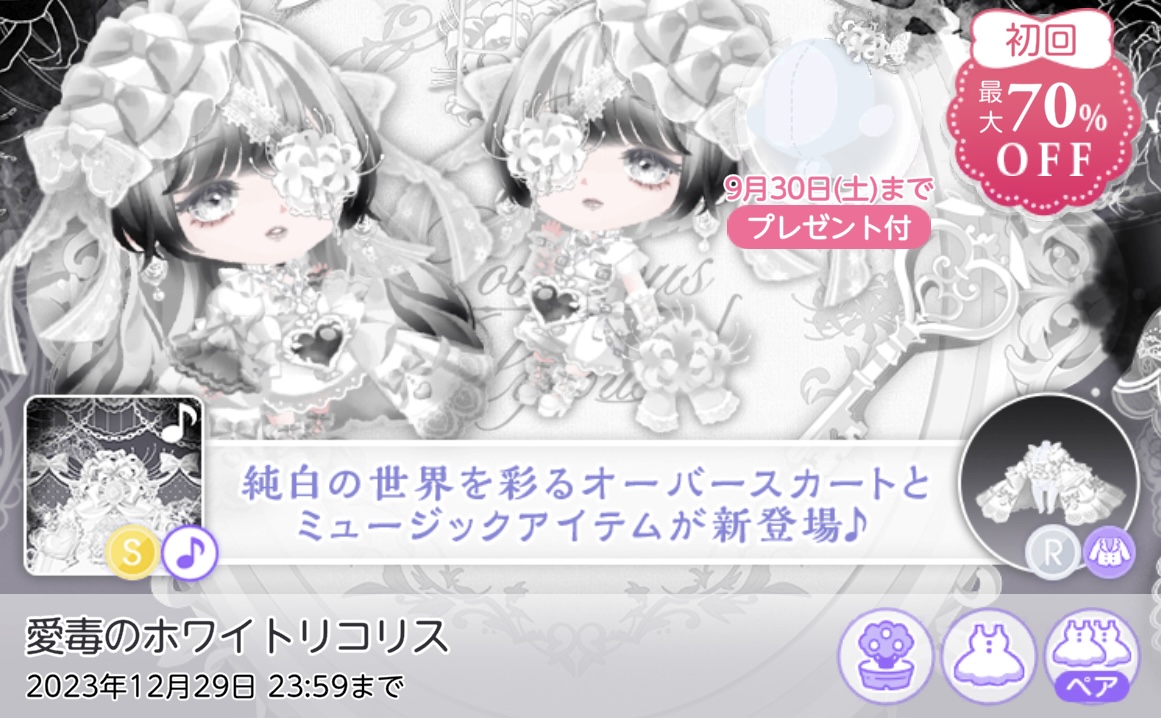 初回
最大70%
OFF
9月30日(土)まで
プレゼント付
純白の世界を彩るオーバースカートと
ミュージックアイテムが新登場♪
S
R
愛毒のホワイトリコリス
2023年12月29日 23:59まで
ペア